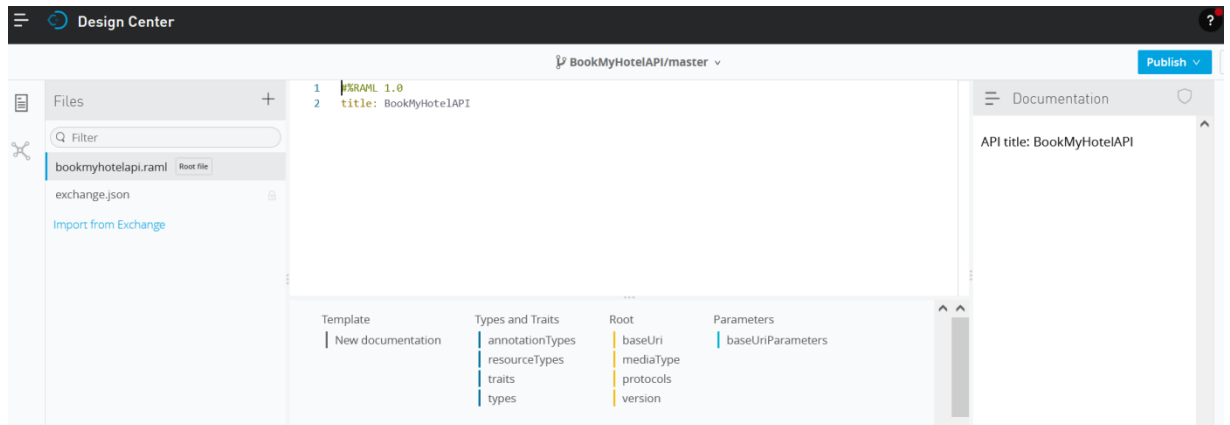 Design Center
?
BookMyHotelAPI/master
Publish
Files
+
Filter
bookmyhotelapi.raml Root file
exchange.json
Import from Exchange
1 #%RAML 1.0
2 title: BookMyHotelAPI
Documentation
API title: BookMyHotelAPI
Template Types and Traits Root Parameters
New documentation annotationTypes baseUri baseUriParameters
resourceTypes mediaType
traits protocols
types version